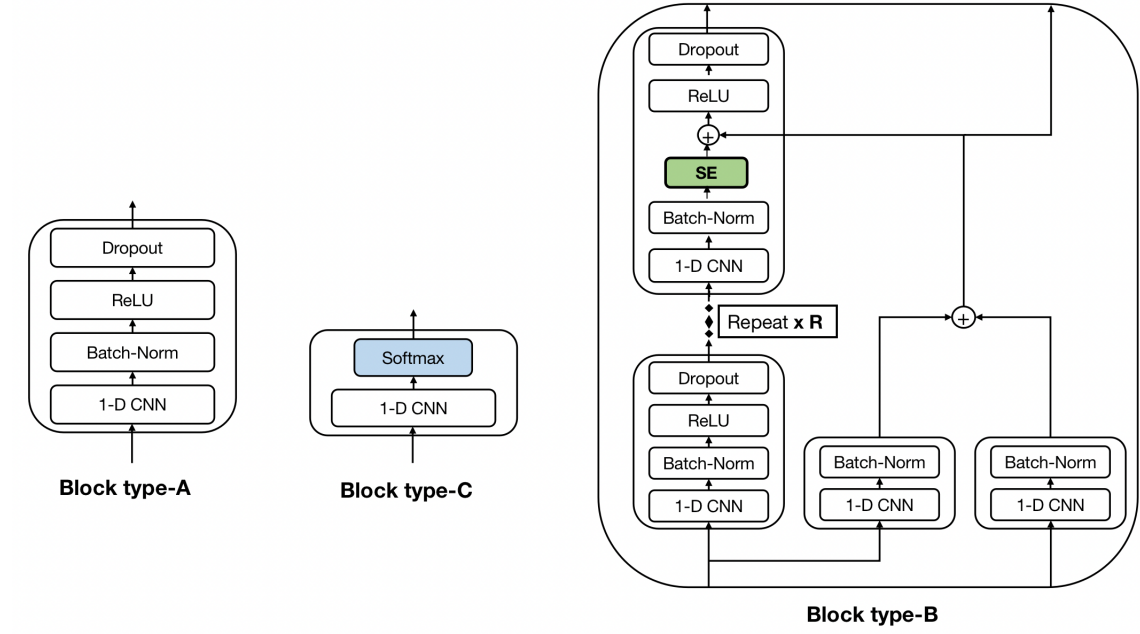 Dropout
ReLU
Batch-Norm
1-D CNN
Block type-A
Softmax
1-D CNN
Block type-C
Dropout
ReLU
+
SE
Batch-Norm
1-D CNN
Repeat x R
+
Dropout
ReLU
Batch-Norm
1-D CNN
Batch-Norm
1-D CNN
Batch-Norm
1-D CNN
Block type-B